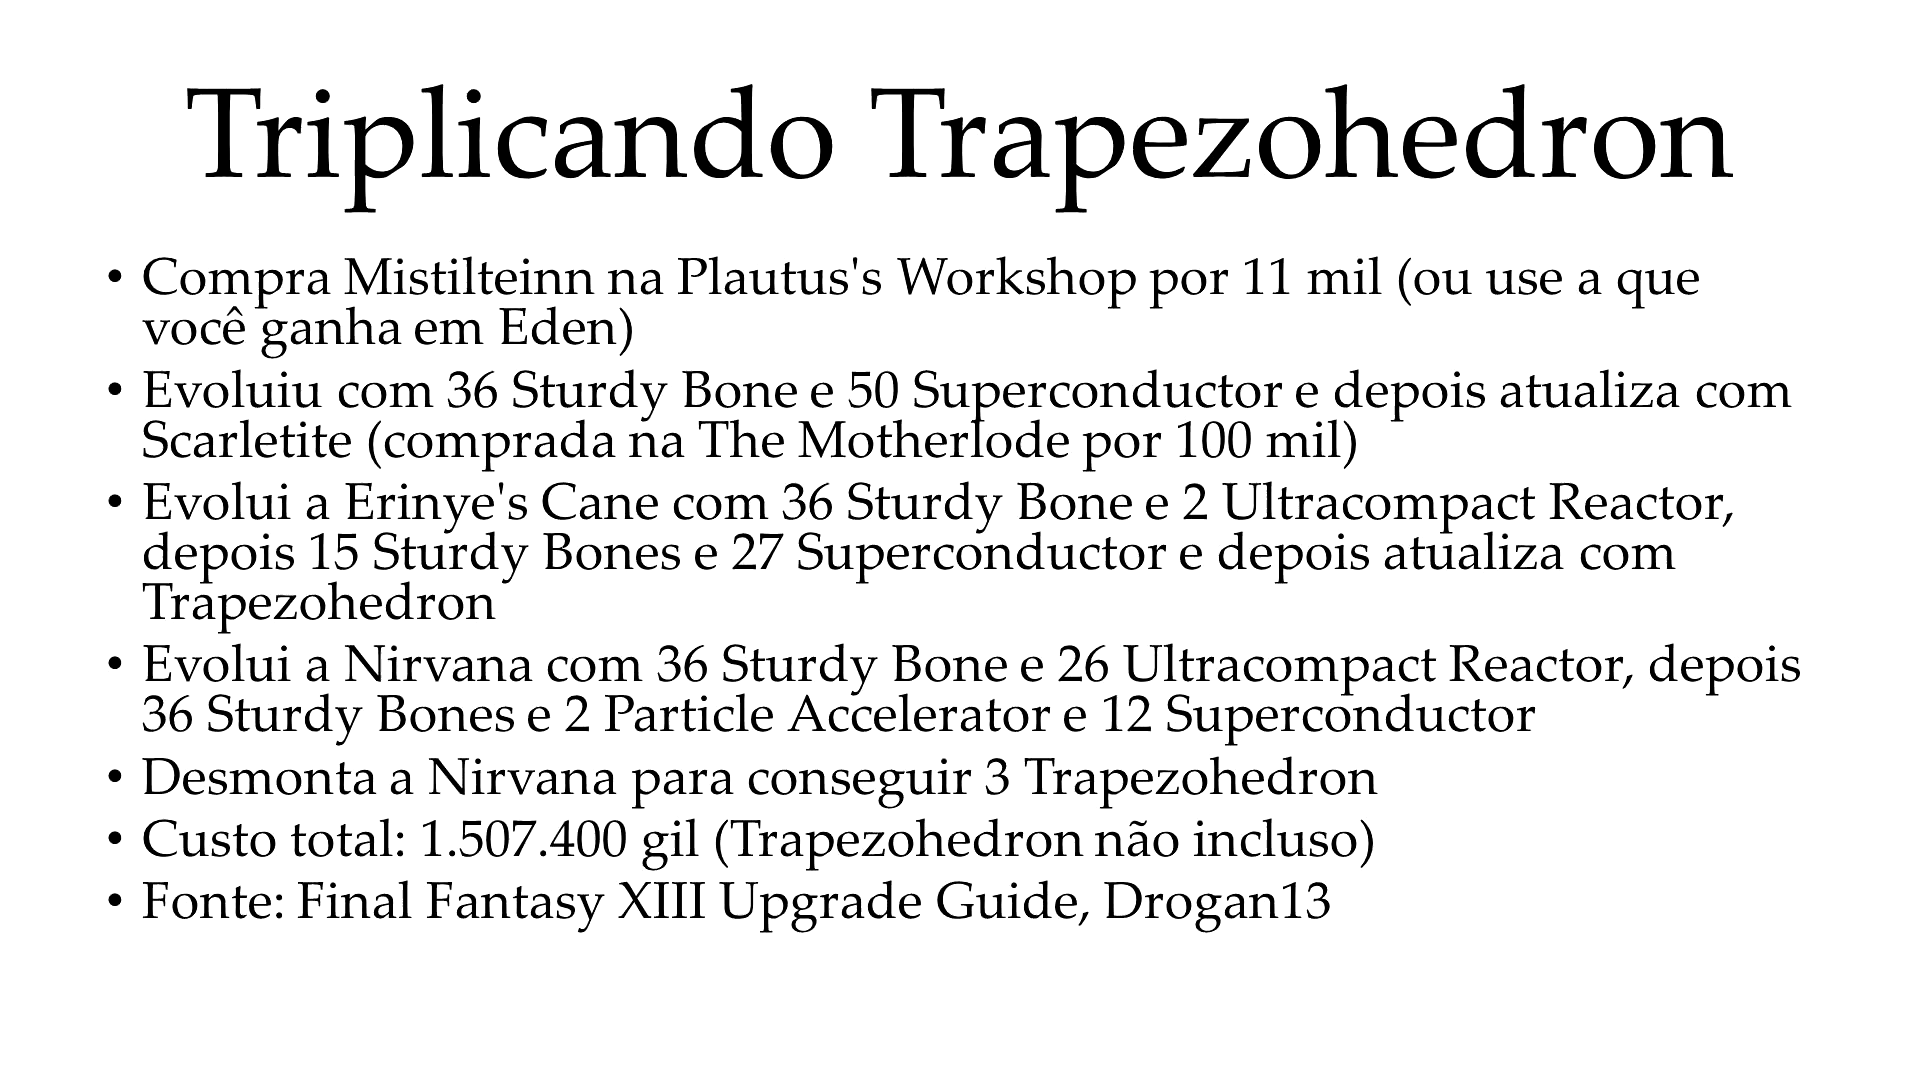 Triplicando Trapezohedron
• Compra Mistilteinn na Plautus's Workshop por 11 mil (ou use a que
você ganha em Eden)
• Evoluiu com 36 Sturdy Bone e 50 Superconductor e depois atualiza com
Scarletite (comprada na The Motherlode por 100 mil)
• Evolui a Erinye's Cane com 36 Sturdy Bone e 2 Ultracompact Reactor,
depois 15 Sturdy Bones e 27 Superconductor e depois atualiza com
Trapezohedron
• Evolui a Nirvana com 36 Sturdy Bone e 26 Ultracompact Reactor, depois
36 Sturdy Bones e 2 Particle Accelerator e 12 Superconductor
• Desmonta a Nirvana para conseguir 3 Trapezohedron
• Custo total: 1.507.400 gil (Trapezohedron não incluso)
• Fonte: Final Fantasy XIII Upgrade Guide, Drogan13